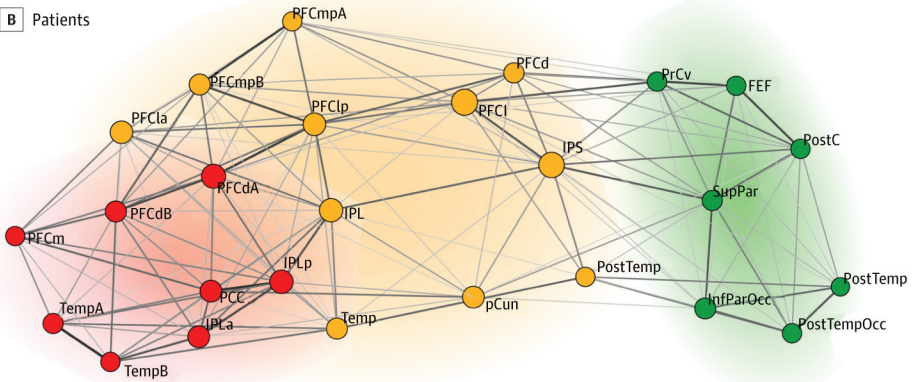 B Patients
PFCmpA
PFCmpB
PFCd
PrCv
FEF
PFClp
PFCl
PFCla
IPS
PostC
PFCdA
SupPar
PFCdB
IPL
PFCm
IPLp
PostTemp
PostTemp
PCC
pCun
InfParOcc
TempA
IPLa
Temp
PostTempOcc
TempB